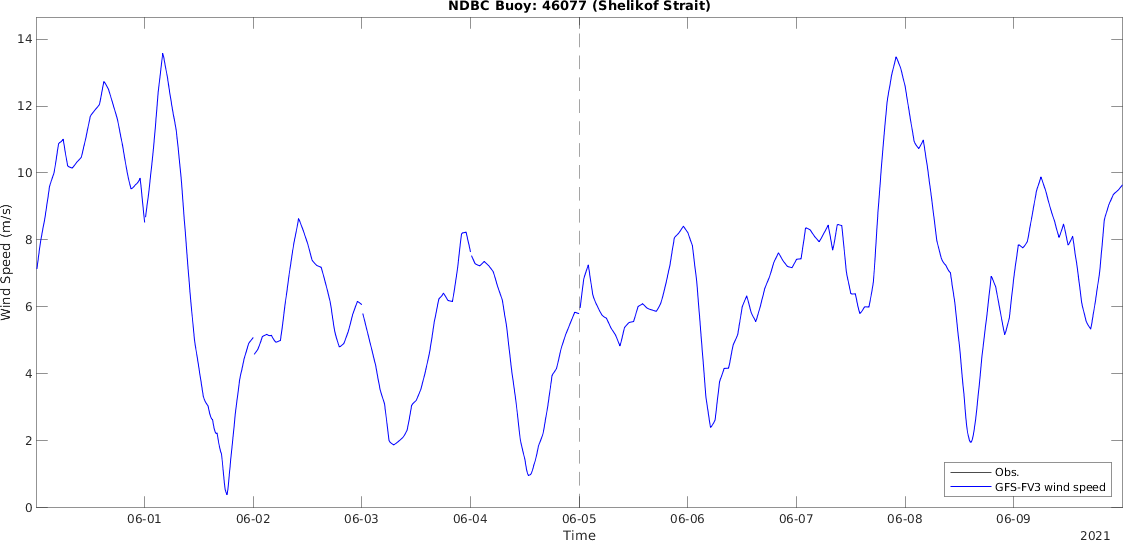 NDBC Buoy: 46077 (Shelikof Strait)
Wind Speed (m/s)
14
12
10
8
6
4
2
0
06-01 06-02 06-03 06-04 06-05 06-06 06-07 06-08 06-09
Time
2021
Obs.
GFS-FV3 wind speed